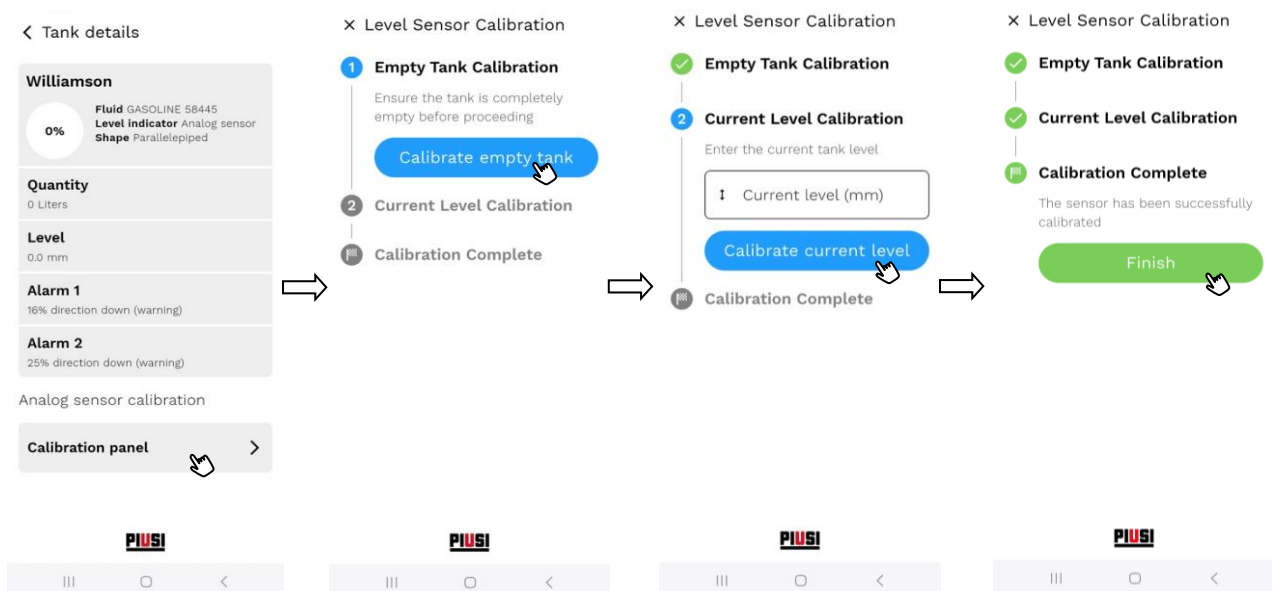 Tank details
Williamson
0%
Fluid GASOLINE 58445
Level indicator Analog sensor
Shape Parallelepiped
Quantity
0 Liters
Level
0.0 mm
Alarm 1
16% direction down (warning)
Alarm 2
25% direction down (warning)
Analog sensor calibration
Calibration panel
PIUSI
Level Sensor Calibration
1 Empty Tank Calibration
Ensure the tank is completely
empty before proceeding
Calibrate empty tank
2 Current Level Calibration
Calibration Complete
PIUSI
Level Sensor Calibration
Empty Tank Calibration
2 Current Level Calibration
Enter the current tank level
Current level (mm)
Calibrate current level
Calibration Complete
PIUSI
Level Sensor Calibration
Empty Tank Calibration
Current Level Calibration
Calibration Complete
The sensor has been successfully
calibrated
Finish
PIUSI